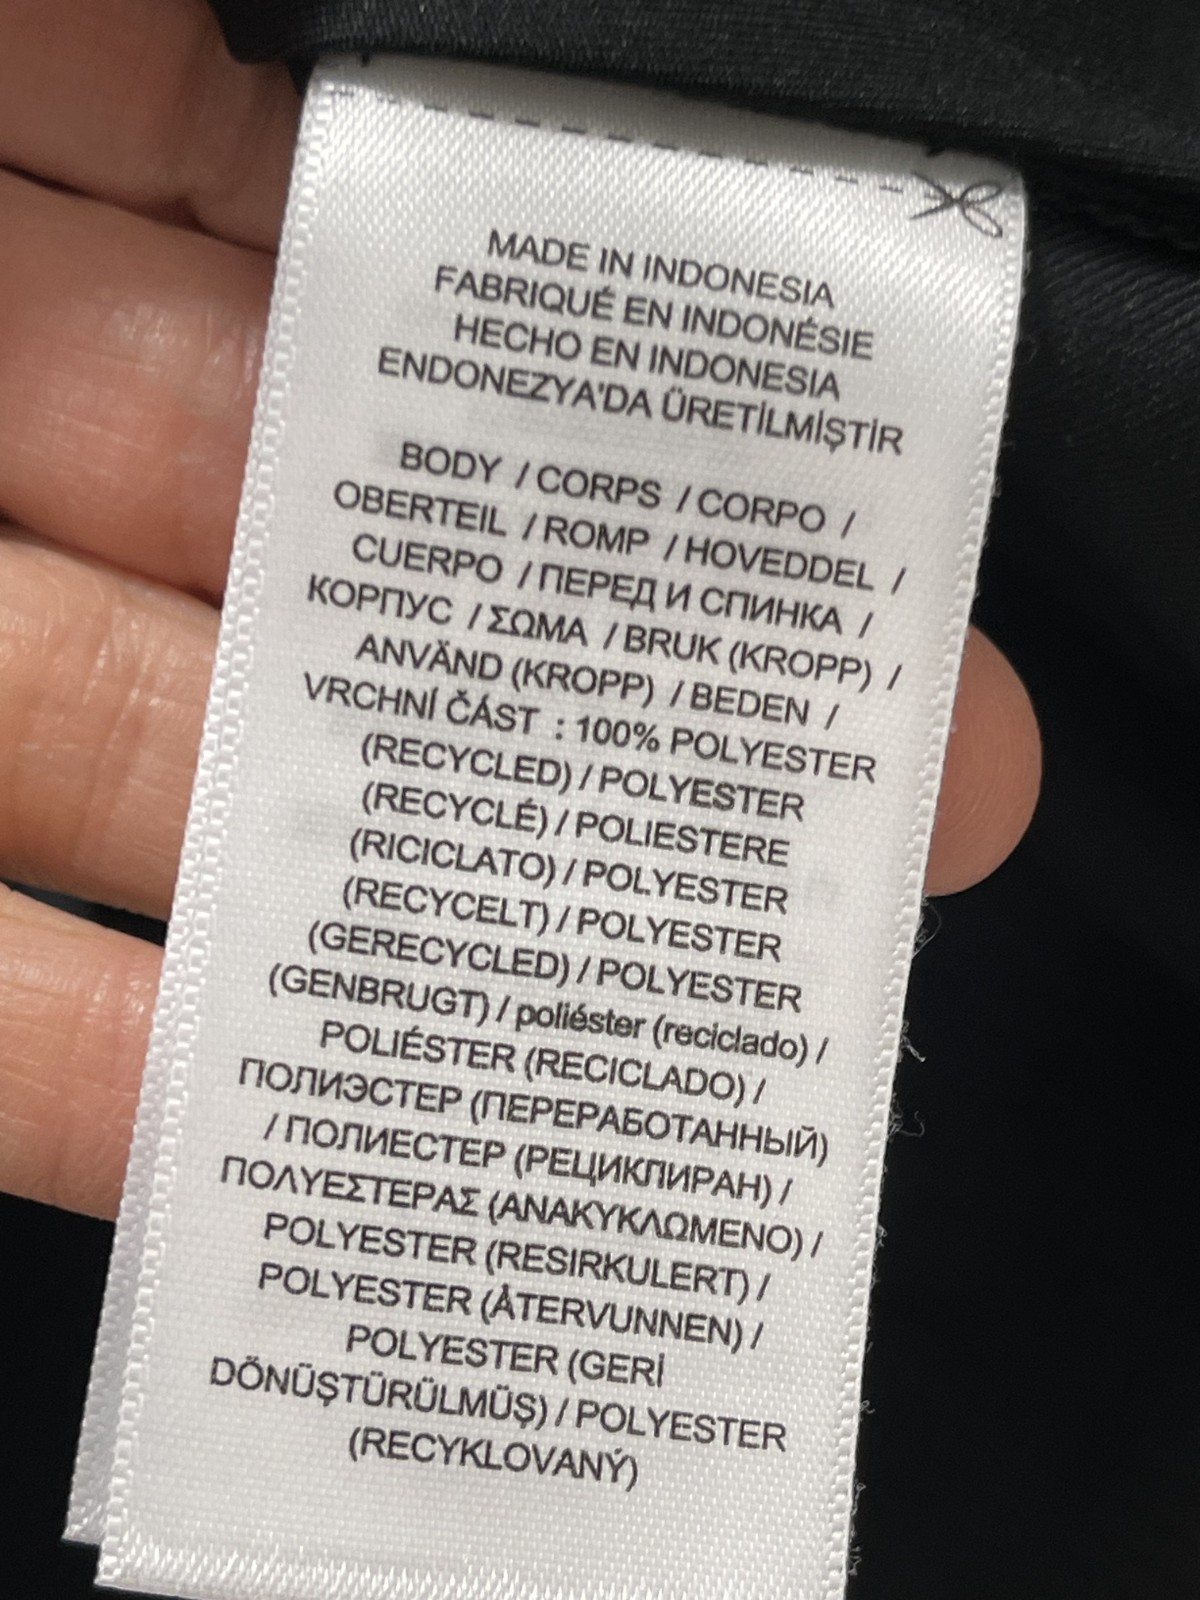 MADE IN INDONESIA
FABRIQUÉ EN INDONÉSIE
HECHO EN INDONESIA
ENDONEZYA'DA ÜRETİLMİŞTİR
BODY / CORPS / CORPO /
OBERTEIL / ROMP / HOVEDDEL /
CUERPO / ПЕРЕД И СПИНКА /
КОРПУС / ΣΩΜΑ / BRUK (KROPP) /
ANVÄND (KROPP) / BEDEN /
VRCHNÍ ČÁST : 100% POLYESTER
(RECYCLED) / POLYESTER
(RECYCLÉ) / POLIESTERE
(RICICLATO) / POLYESTER
(RECYCELT) / POLYESTER
(GERECYCLED) / POLYESTER
(GENBRUGT) / poliéster (reciclado) /
POLIÉSTER (RECICLADO) /
ПОЛИЭСТЕР (ПЕРЕРАБОТАННЫЙ)
/ ПОЛИЕСТЕР (РЕЦИКЛИРАН) /
ΠΟΛΥΕΣΤΕΡΑΣ (ΑΝΑΚΥΚΛΩΜΕΝΟ) /
POLYESTER (RESIRKULERT) /
POLYESTER (ÅTERVUNNEN) /
POLYESTER (GERİ
DÖNÜŞTÜRÜLMÜŞ) / POLYESTER
(RECYKLOVANÝ)